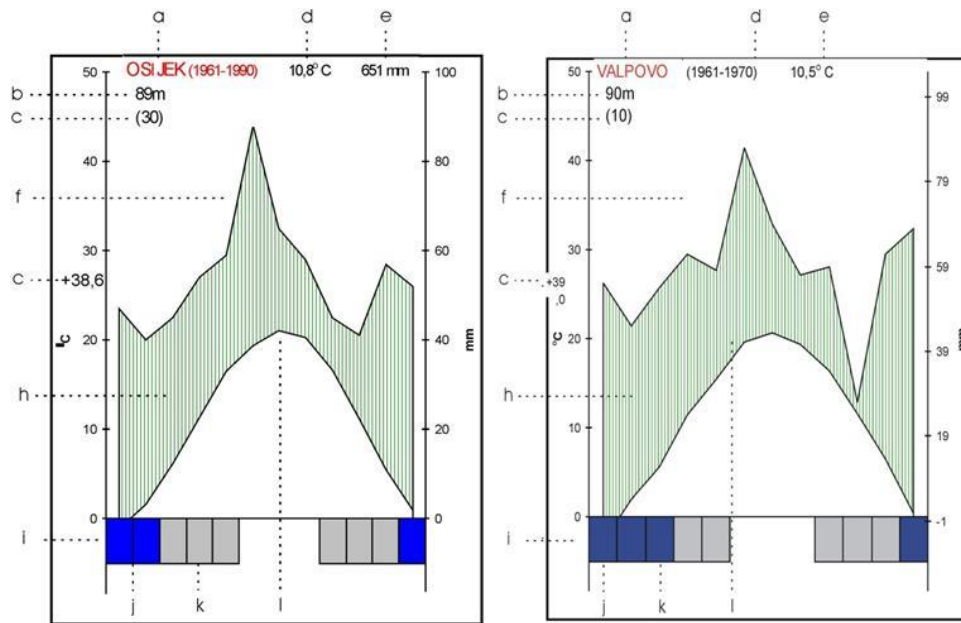 a d e
OSIJEK (1961-1990) 10.8° C 651 mm
50 100
b 89m
c (30)
40 80
f
30 60
C +38,6
20 40
°C mm
h
10 20
0 0
i
j k l
a d e
VALPOVO (1961-1970) 10,5° C
50
b 90m 99
c (10)
40
79
f
30
59
C +39
,0
20
39
°C mm
h
10
19
0
-1
i
j k l